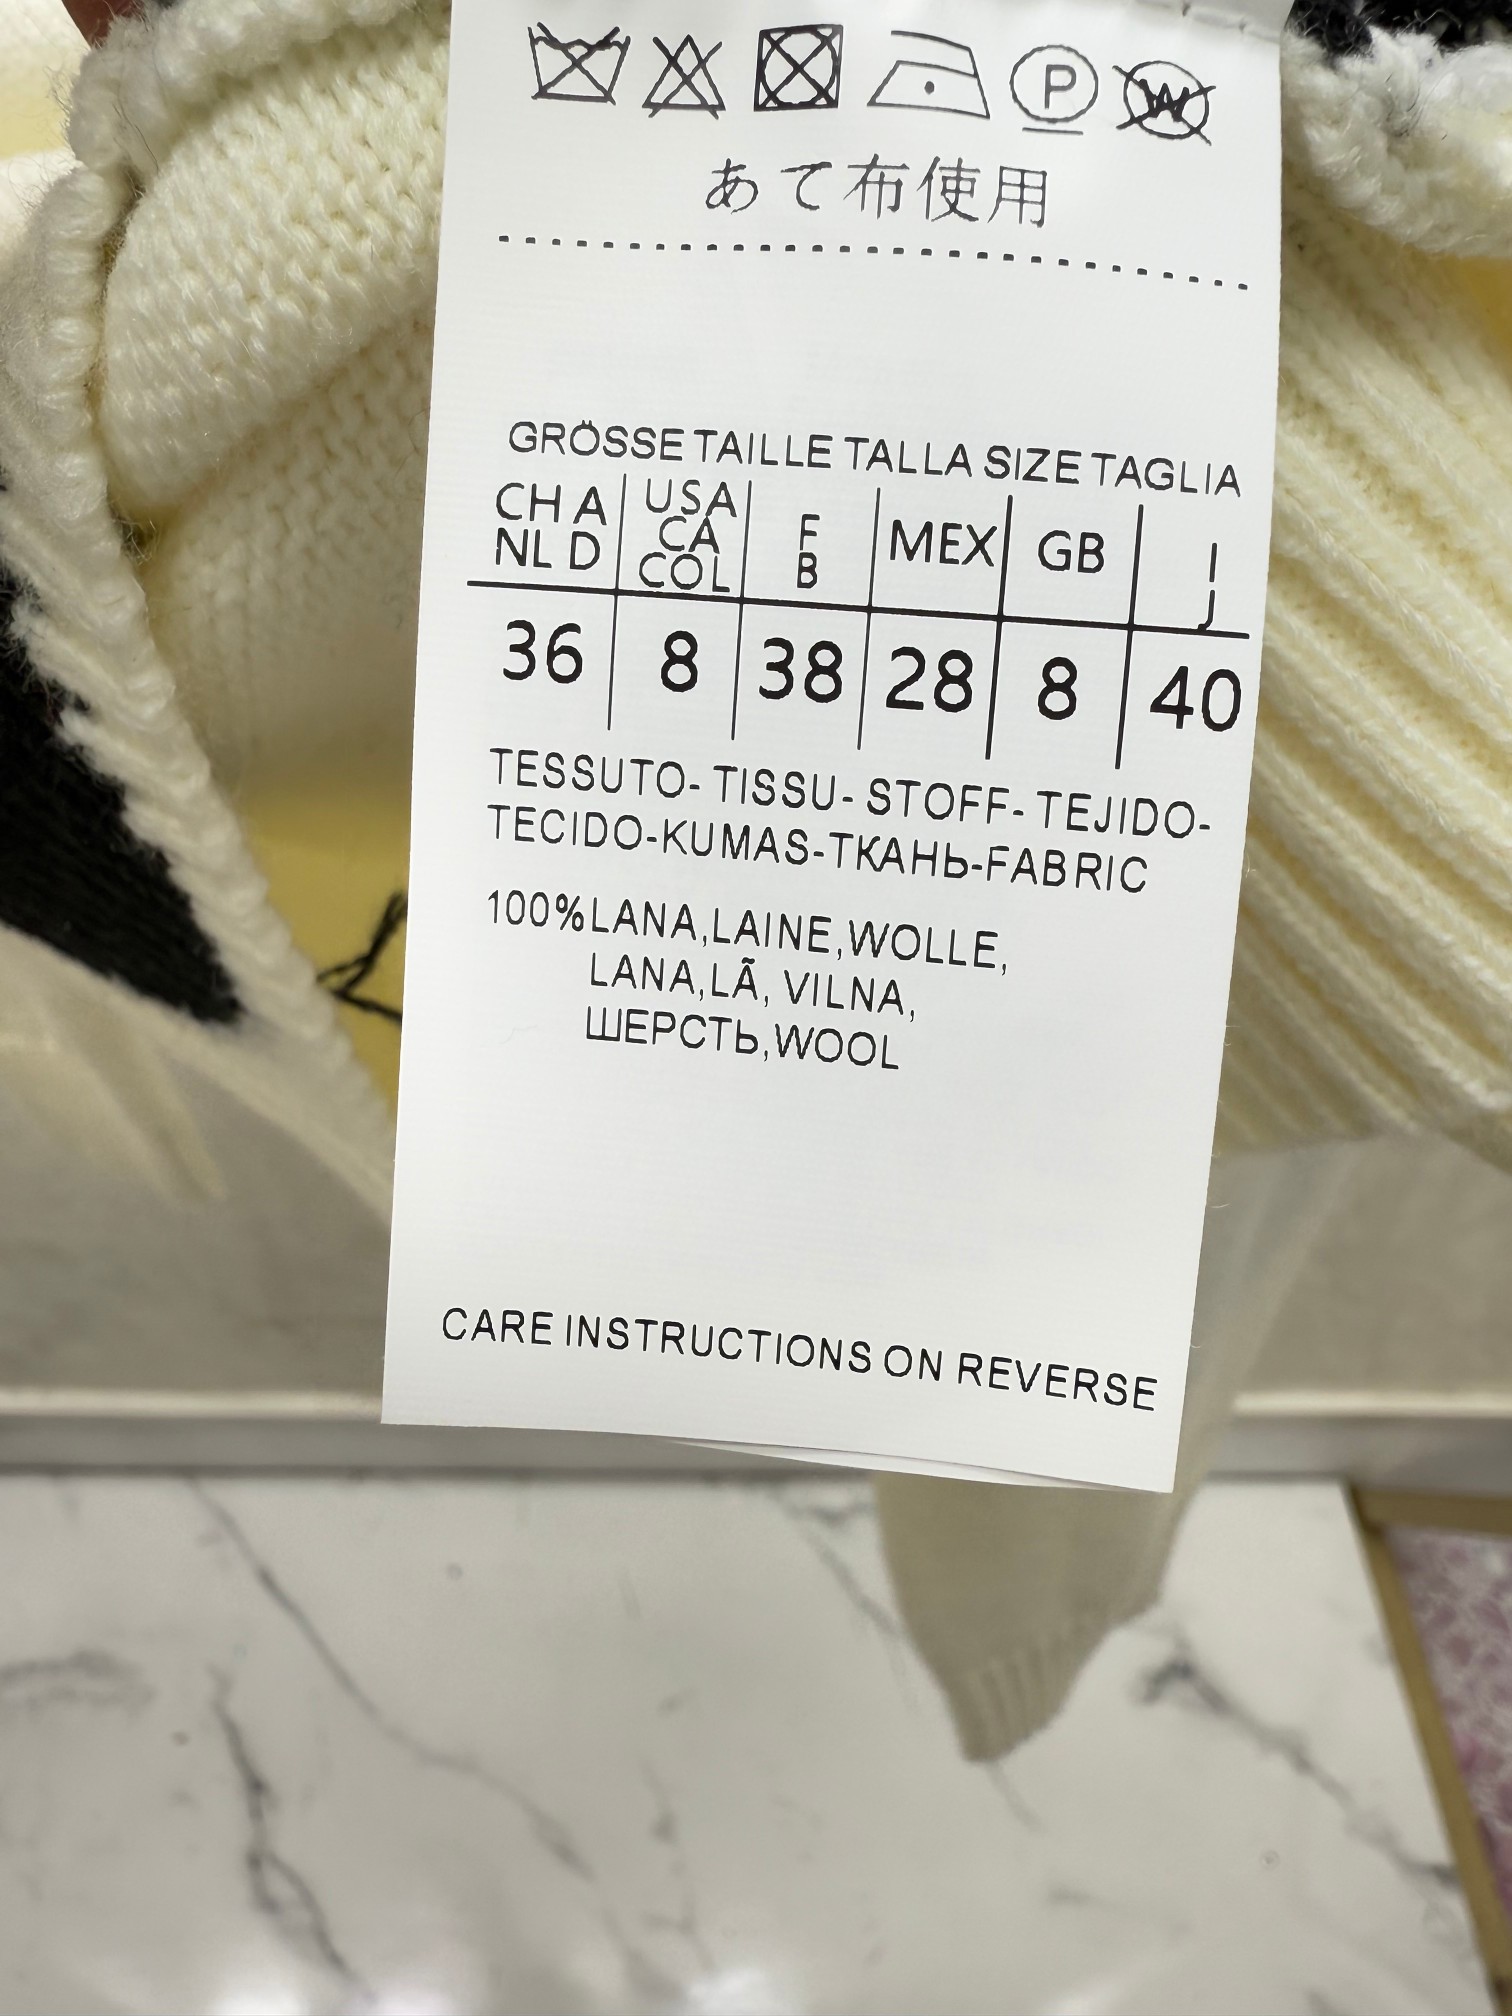 P W
あて布使用
GRÖSSE TAILLE TALLA SIZE TAGLIA
CH A NL D USA CA COL F B MEX GB I J
36 8 38 28 8 40
TESSUTO- TISSU- STOFF- TEJIDO-
TECIDO-KUMAS-ТКАНЬ-FABRIC
100%LANA,LAINE,WOLLE,
LANA,LÃ, VILNA,
ШЕРСТЬ,WOOL
CARE INSTRUCTIONS ON REVERSE